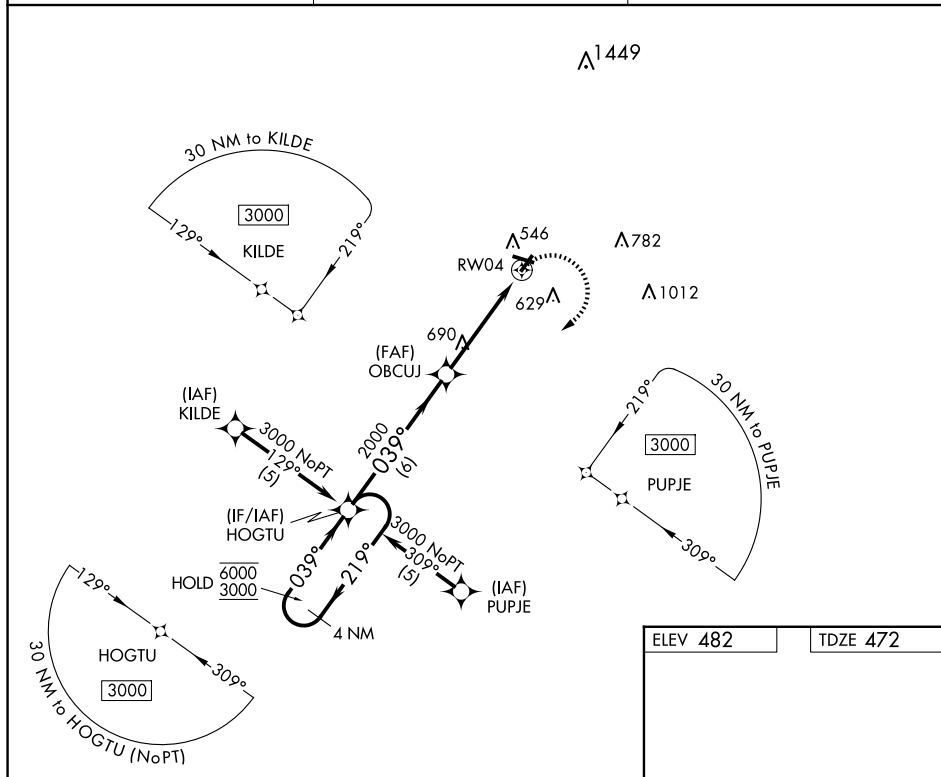 1449
30 NM to KILDE
3000
129°
219°
KILDE
546
782
RW04
629
1012
690
(FAF)
OBCUJ
30 NM to PUPJE
219°
3000
PUPJE
309°
(IAF)
KILDE
3000 NoPT
129°
(5)
2000
039°
(6)
(IF/IAF)
HOGTU
3000 NoPT
309°
(5)
039°
219°
HOLD
6000
3000
(IAF)
PUPJE
4 NM
129°
309°
HOGTU
3000
30 NM to HOGTU (NoPT)
ELEV 482
TDZE 472